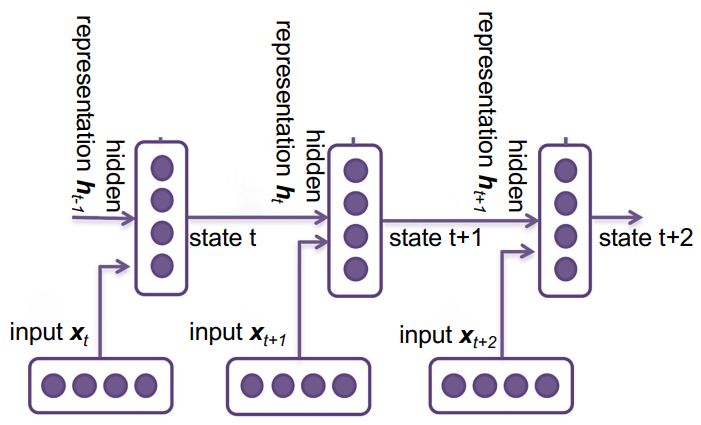 hidden
representation h_{t-1}
hidden
representation h_t
hidden
representation h_{t+1}
state t
state t+1
state t+2
input x_t
input x_{t+1}
input x_{t+2}